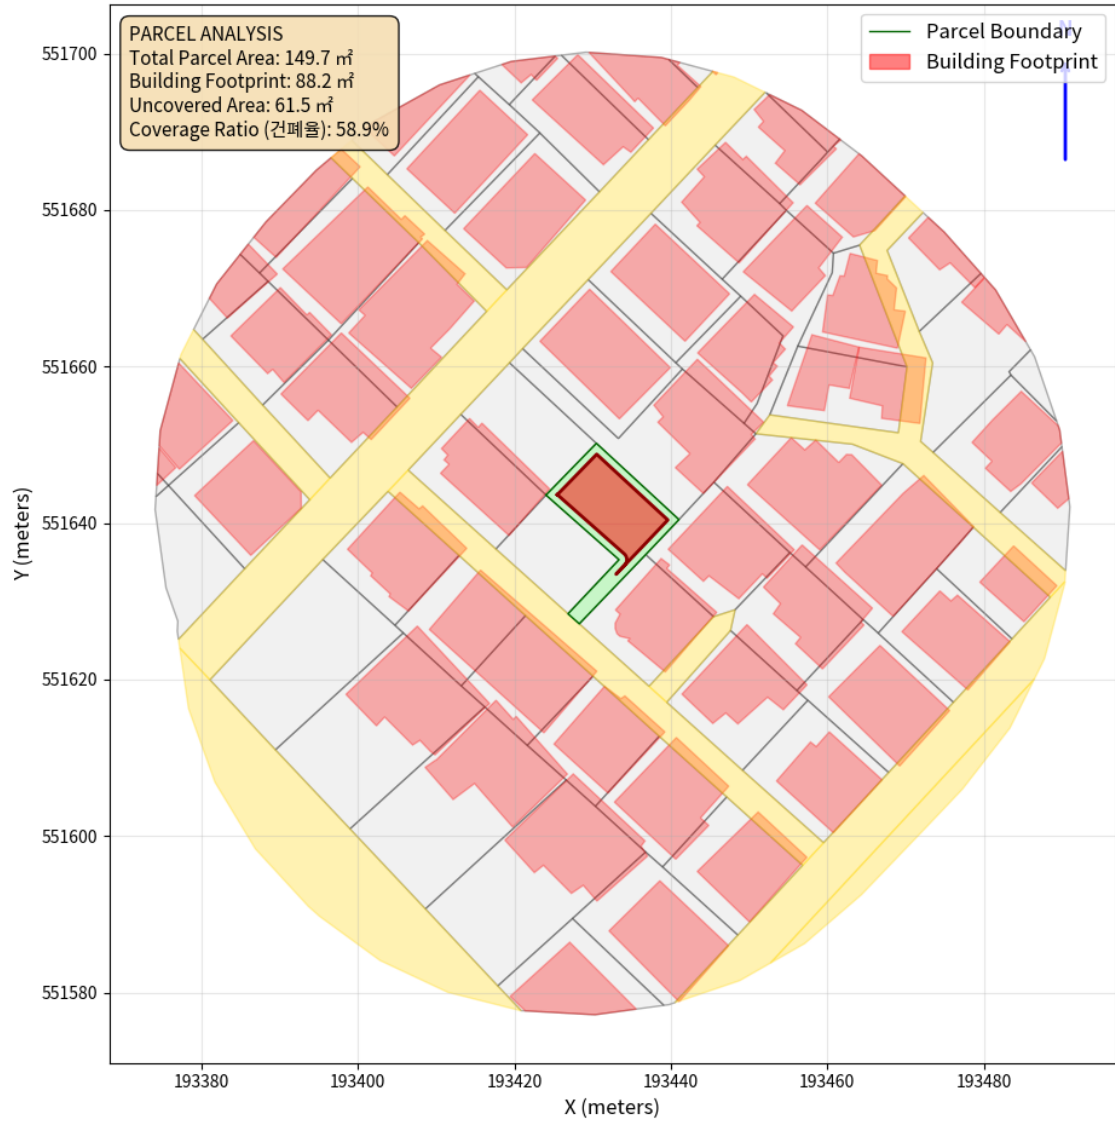 PARCEL ANALYSIS
Total Parcel Area: 149.7 ㎡
Building Footprint: 88.2 ㎡
Uncovered Area: 61.5 ㎡
Coverage Ratio (건폐율): 58.9%
N
Parcel Boundary
Building Footprint
551700
551680
551660
551640
551620
551600
551580
Y (meters)
193380
193400
193420
193440
193460
193480
X (meters)